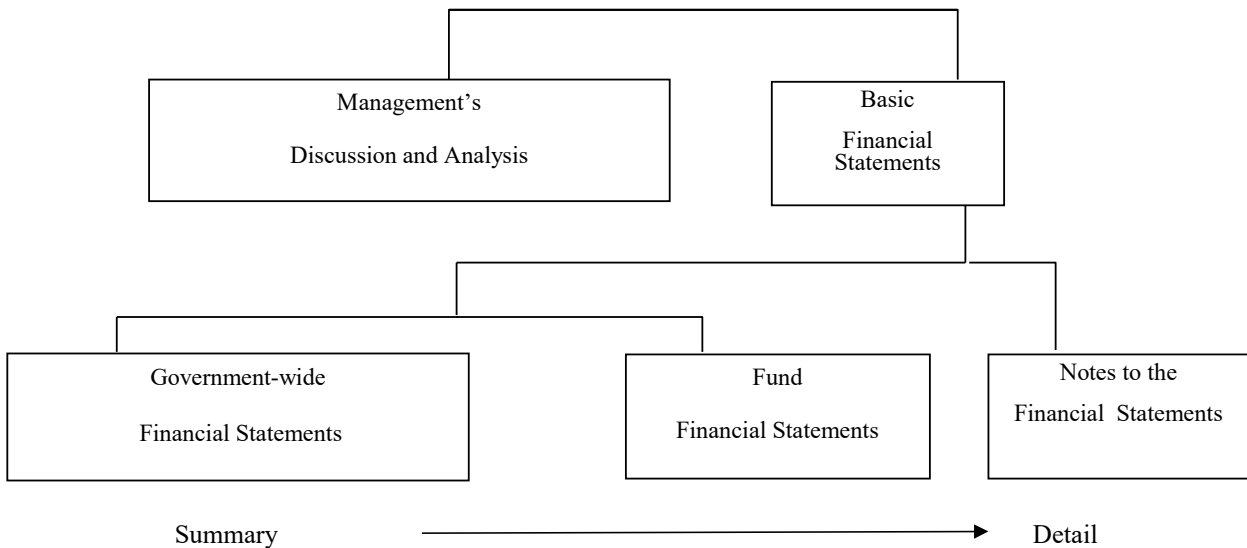 Management’s
Discussion and Analysis
Basic
Financial
Statements
Government-wide
Financial Statements
Fund
Financial Statements
Notes to the
Financial Statements
Summary
Detail